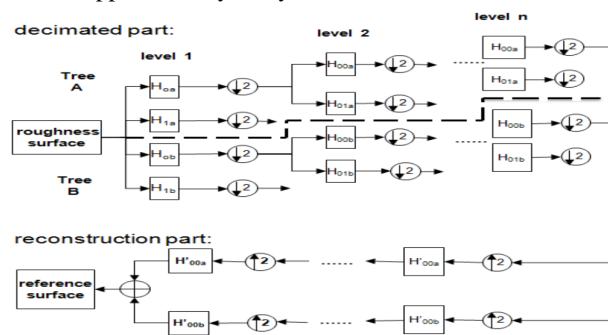 decimated part:
level 1
level 2
level n
Tree
A
H0a
↓2
H00a
↓2
H00a
↓2
H01a
↓2
H01a
↓2
H1a
↓2
roughness
surface
H0b
↓2
H00b
↓2
H00b
↓2
H01b
↓2
H01b
↓2
Tree
B
H1b
↓2
reconstruction part:
H'00a
↑2
H'00a
↑2
reference
surface
H'00b
↑2
H'00b
↑2